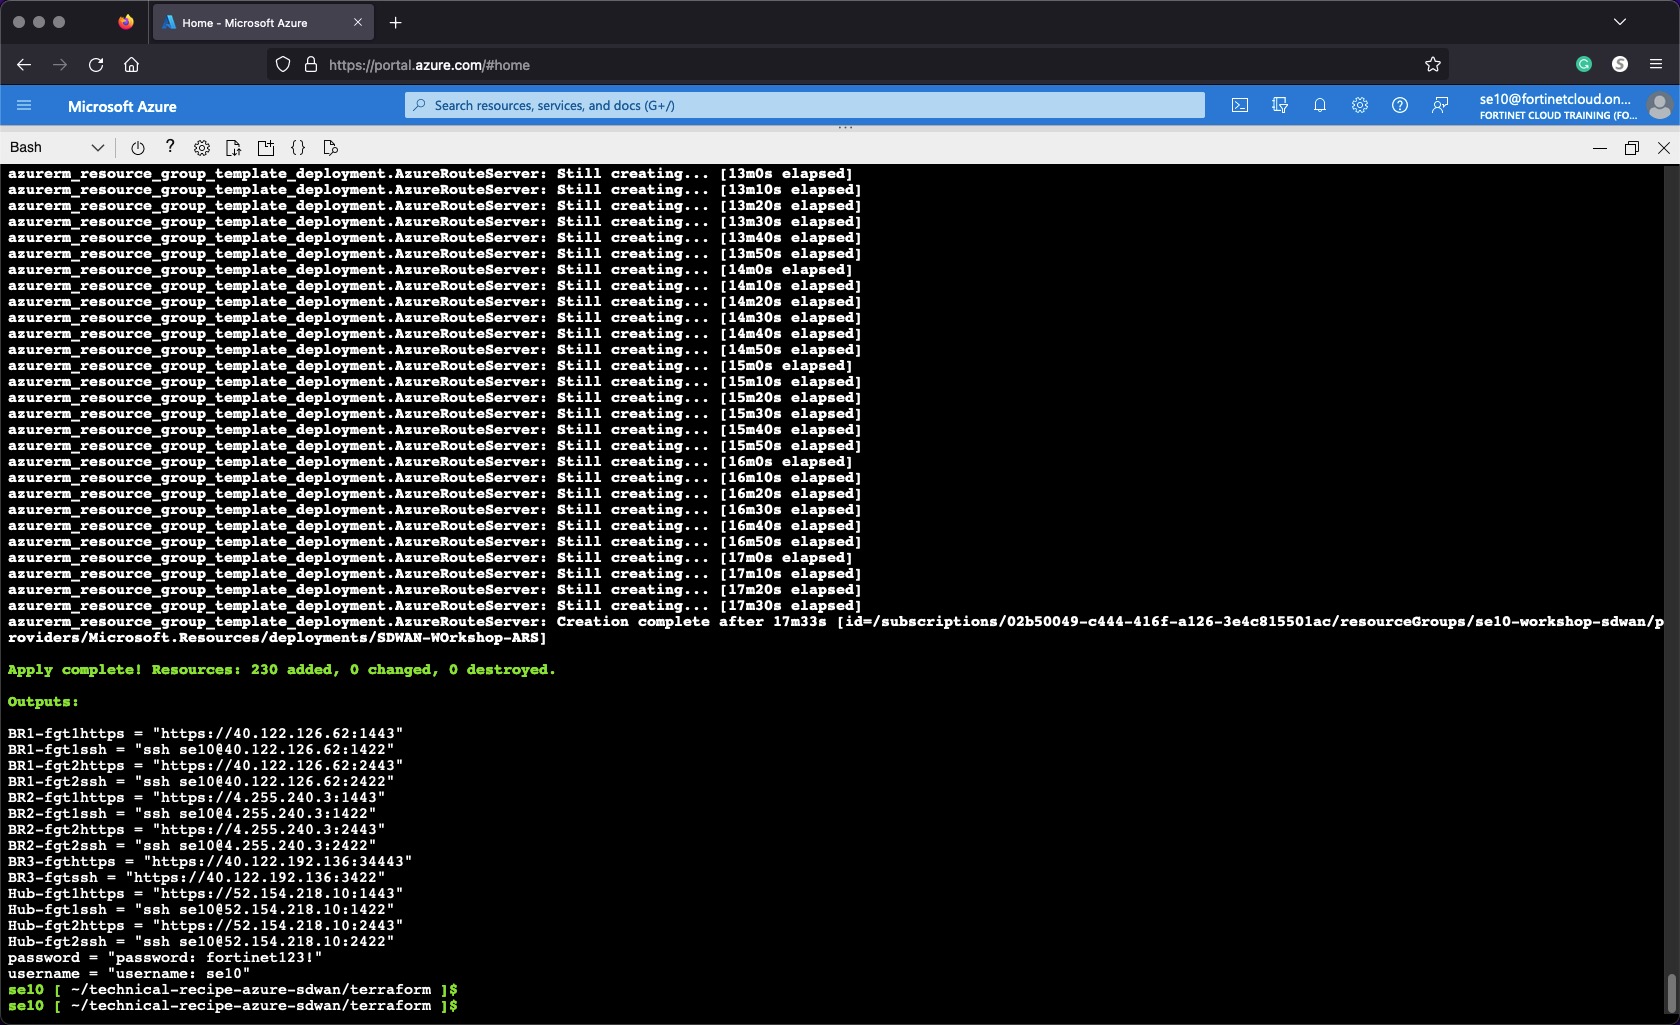 Home - Microsoft Azure
https://portal.azure.com/#home
Microsoft Azure
Search resources, services, and docs (G+/)
se10@fortinetcloud.on...
FORTINET CLOUD TRAINING (FO...
Bash
azurerm_resource_group_template_deployment.AzureRouteServer: Still creating... [13m0s elapsed]
azurerm_resource_group_template_deployment.AzureRouteServer: Still creating... [13m10s elapsed]
azurerm_resource_group_template_deployment.AzureRouteServer: Still creating... [13m20s elapsed]
azurerm_resource_group_template_deployment.AzureRouteServer: Still creating... [13m30s elapsed]
azurerm_resource_group_template_deployment.AzureRouteServer: Still creating... [13m40s elapsed]
azurerm_resource_group_template_deployment.AzureRouteServer: Still creating... [13m50s elapsed]
azurerm_resource_group_template_deployment.AzureRouteServer: Still creating... [14m0s elapsed]
azurerm_resource_group_template_deployment.AzureRouteServer: Still creating... [14m10s elapsed]
azurerm_resource_group_template_deployment.AzureRouteServer: Still creating... [14m20s elapsed]
azurerm_resource_group_template_deployment.AzureRouteServer: Still creating... [14m30s elapsed]
azurerm_resource_group_template_deployment.AzureRouteServer: Still creating... [14m40s elapsed]
azurerm_resource_group_template_deployment.AzureRouteServer: Still creating... [14m50s elapsed]
azurerm_resource_group_template_deployment.AzureRouteServer: Still creating... [15m0s elapsed]
azurerm_resource_group_template_deployment.AzureRouteServer: Still creating... [15m10s elapsed]
azurerm_resource_group_template_deployment.AzureRouteServer: Still creating... [15m20s elapsed]
azurerm_resource_group_template_deployment.AzureRouteServer: Still creating... [15m30s elapsed]
azurerm_resource_group_template_deployment.AzureRouteServer: Still creating... [15m40s elapsed]
azurerm_resource_group_template_deployment.AzureRouteServer: Still creating... [15m50s elapsed]
azurerm_resource_group_template_deployment.AzureRouteServer: Still creating... [16m0s elapsed]
azurerm_resource_group_template_deployment.AzureRouteServer: Still creating... [16m10s elapsed]
azurerm_resource_group_template_deployment.AzureRouteServer: Still creating... [16m20s elapsed]
azurerm_resource_group_template_deployment.AzureRouteServer: Still creating... [16m30s elapsed]
azurerm_resource_group_template_deployment.AzureRouteServer: Still creating... [16m40s elapsed]
azurerm_resource_group_template_deployment.AzureRouteServer: Still creating... [16m50s elapsed]
azurerm_resource_group_template_deployment.AzureRouteServer: Still creating... [17m0s elapsed]
azurerm_resource_group_template_deployment.AzureRouteServer: Still creating... [17m10s elapsed]
azurerm_resource_group_template_deployment.AzureRouteServer: Still creating... [17m20s elapsed]
azurerm_resource_group_template_deployment.AzureRouteServer: Still creating... [17m30s elapsed]
azurerm_resource_group_template_deployment.AzureRouteServer: Creation complete after 17m33s [id=/subscriptions/02b50049-c444-416f-a126-3e4c815501ac/resourceGroups/se10-workshop-sdwan/p
roviders/Microsoft.Resources/deployments/SDWAN-WOrkshop-ARS]
Apply complete! Resources: 230 added, 0 changed, 0 destroyed.
Outputs:
BR1-fgt1https = "https://40.122.126.62:1443"
BR1-fgt1ssh = "ssh se10@40.122.126.62:1422"
BR1-fgt2https = "https://40.122.126.62:2443"
BR1-fgt2ssh = "ssh se10@40.122.126.62:2422"
BR2-fgt1https = "https://4.255.240.3:1443"
BR2-fgt1ssh = "ssh se10@4.255.240.3:1422"
BR2-fgt2https = "https://4.255.240.3:2443"
BR2-fgt2ssh = "ssh se10@4.255.240.3:2422"
BR3-fgthttps = "https://40.122.192.136:34443"
BR3-fgtssh = "https://40.122.192.136:3422"
Hub-fgt1https = "https://52.154.218.10:1443"
Hub-fgt1ssh = "ssh se10@52.154.218.10:1422"
Hub-fgt2https = "https://52.154.218.10:2443"
Hub-fgt2ssh = "ssh se10@52.154.218.10:2422"
password = "password: fortinet123!"
username = "username: se10"
se10 [ ~/technical-recipe-azure-sdwan/terraform ]$
se10 [ ~/technical-recipe-azure-sdwan/terraform ]$